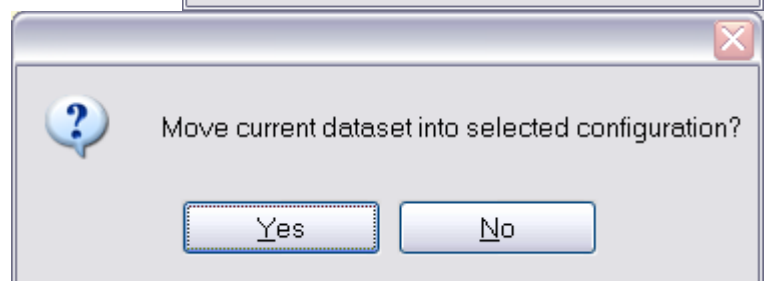 Move current dataset into selected configuration?
Yes
No